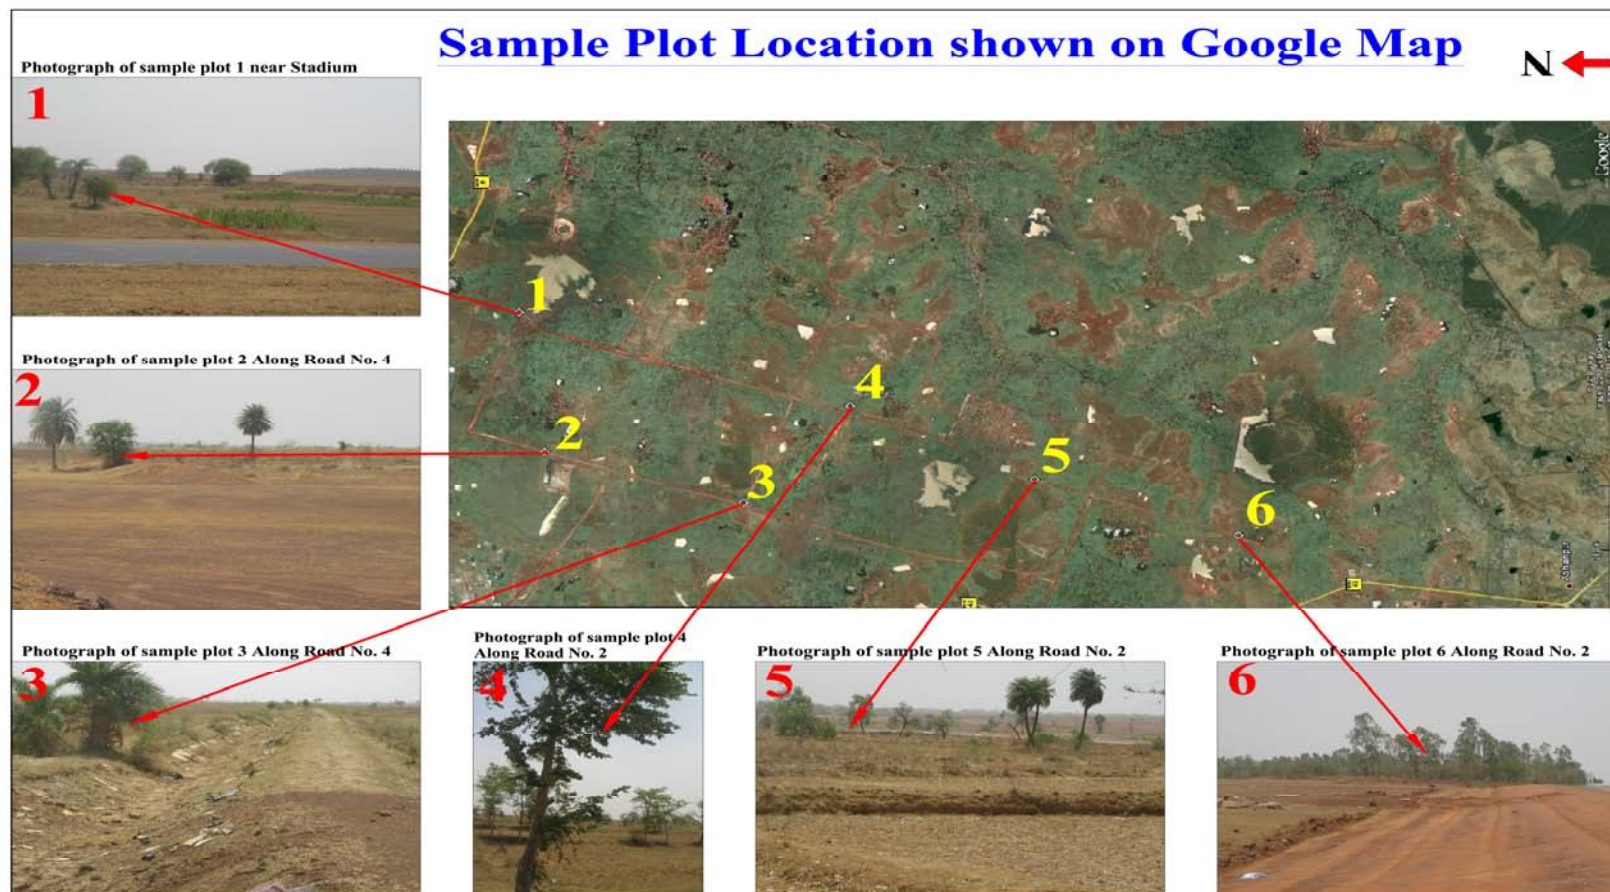 Sample Plot Location shown on Google Map
N
Photograph of sample plot 1 near Stadium
1
Photograph of sample plot 2 Along Road No. 4
2
Photograph of sample plot 3 Along Road No. 4
3
Photograph of sample plot 4
Along Road No. 2
4
Photograph of sample plot 5 Along Road No. 2
5
Photograph of sample plot 6 Along Road No. 2
6
1
2
3
4
5
6
Google